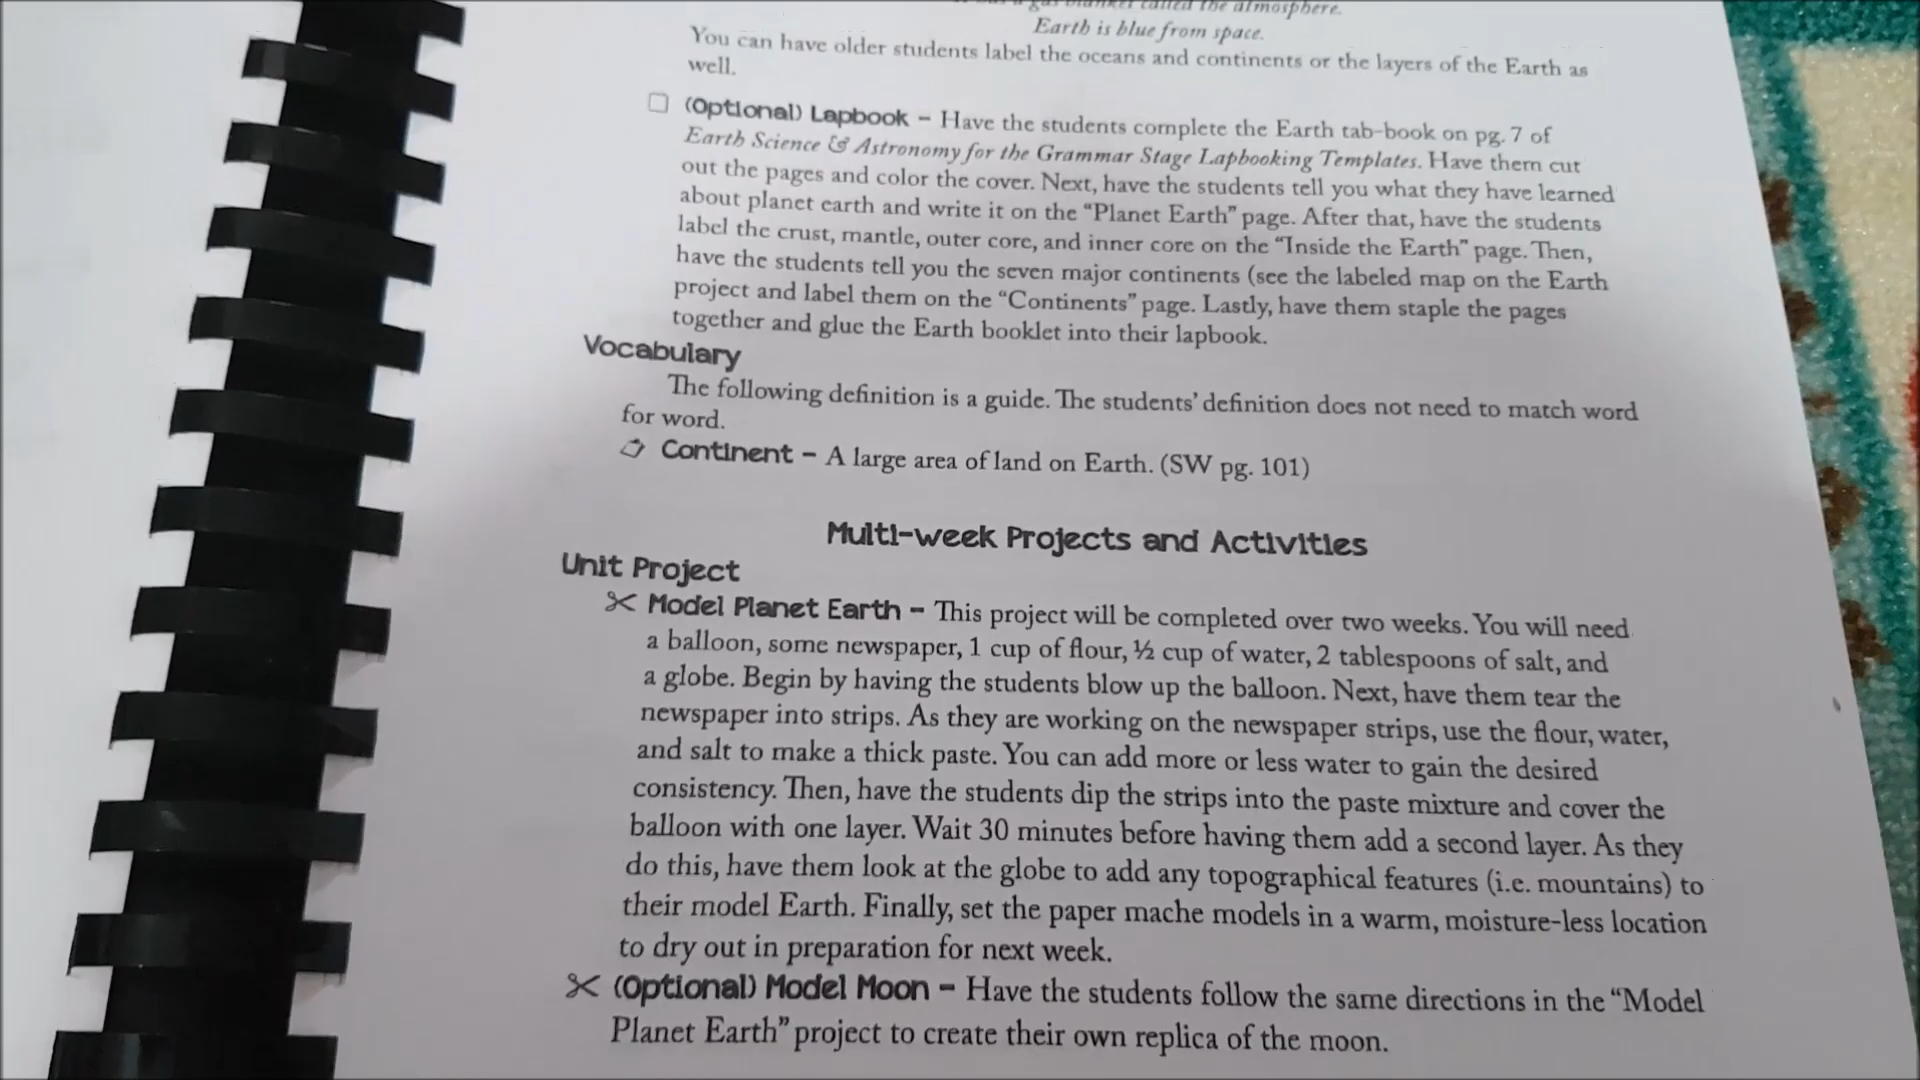 a gas blanket called the atmosphere.
Earth is blue from space.
You can have older students label the oceans and continents or the layers of the Earth as
well.
(Optional) Lapbook – Have the students complete the Earth tab-book on pg. 7 of
Earth Science & Astronomy for the Grammar Stage Lapbooking Templates. Have them cut
out the pages and color the cover. Next, have the students tell you what they have learned
about planet earth and write it on the “Planet Earth” page. After that, have the students
label the crust, mantle, outer core, and inner core on the “Inside the Earth” page. Then,
have the students tell you the seven major continents (see the labeled map on the Earth
project and label them on the “Continents” page. Lastly, have them staple the pages
together and glue the Earth booklet into their lapbook.
Vocabulary
The following definition is a guide. The students’ definition does not need to match word
for word.
Continent – A large area of land on Earth. (SW pg. 101)
Multi-week Projects and Activities
Unit Project
Model Planet Earth – This project will be completed over two weeks. You will need
a balloon, some newspaper, 1 cup of flour, ½ cup of water, 2 tablespoons of salt, and
a globe. Begin by having the students blow up the balloon. Next, have them tear the
newspaper into strips. As they are working on the newspaper strips, use the flour, water,
and salt to make a thick paste. You can add more or less water to gain the desired
consistency. Then, have the students dip the strips into the paste mixture and cover the
balloon with one layer. Wait 30 minutes before having them add a second layer. As they
do this, have them look at the globe to add any topographical features (i.e. mountains) to
their model Earth. Finally, set the paper mache models in a warm, moisture-less location
to dry out in preparation for next week.
(Optional) Model Moon – Have the students follow the same directions in the “Model
Planet Earth” project to create their own replica of the moon.